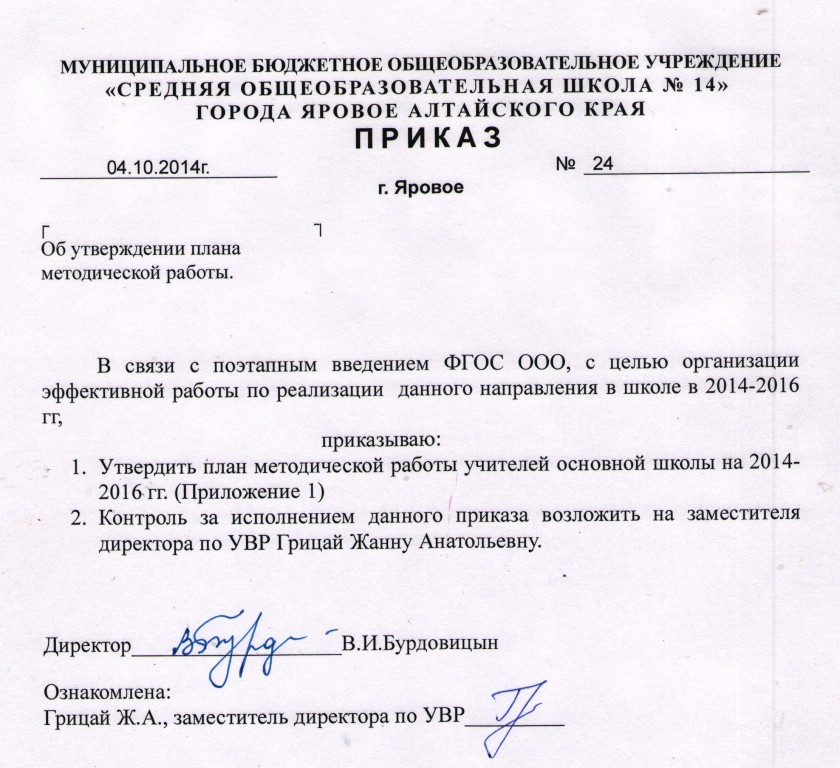 МУНИЦИПАЛЬНОЕ БЮДЖЕТНОЕ ОБЩЕОБРАЗОВАТЕЛЬНОЕ УЧРЕЖДЕНИЕ
«СРЕДНЯЯ ОБЩЕОБРАЗОВАТЕЛЬНАЯ ШКОЛА № 14»
ГОРОДА ЯРОВОЕ АЛТАЙСКОГО КРАЯ
ПРИКАЗ
04.10.2014г. № 24
г. Яровое
Об утверждении плана
методической работы.
В связи с поэтапным введением ФГОС ООО, с целью организации
эффективной работы по реализации данного направления в школе в 2014-2016
гг,
приказываю:
1. Утвердить план методической работы учителей основной школы на 2014-
2016 гг. (Приложение 1)
2. Контроль за исполнением данного приказа возложить на заместителя
директора по УВР Грицай Жанну Анатольевну.
Директор В.И.Бурдовицын
Ознакомлена:
Грицай Ж.А., заместитель директора по УВР